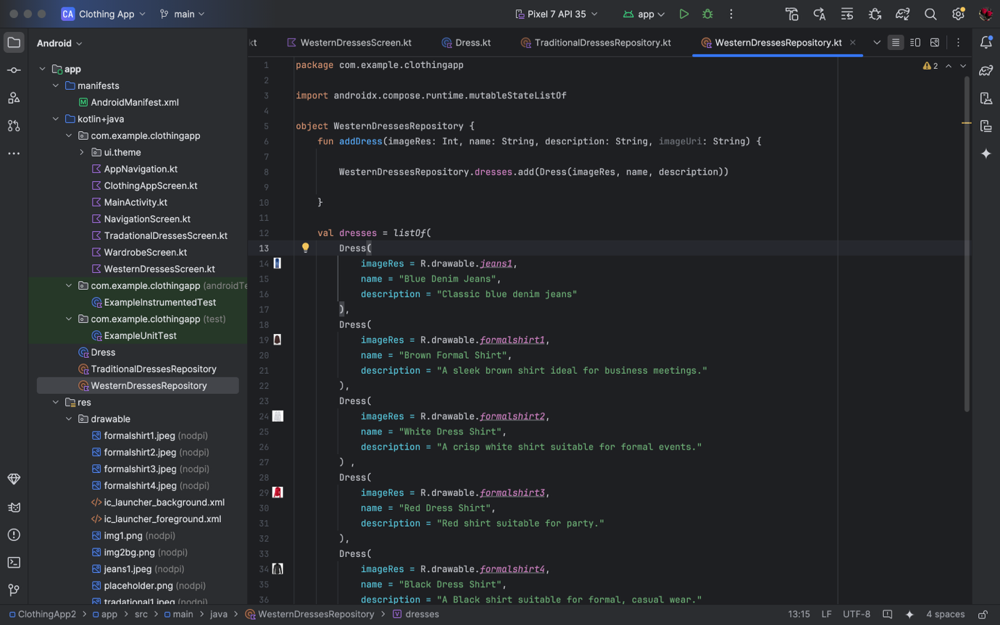 CA Clothing App main Pixel 7 API 35 app
Android
kt WesternDressesScreen.kt Dress.kt TraditionalDressesRepository.kt WesternDressesRepository.kt
app
manifests
AndroidManifest.xml
kotlin+java
com.example.clothingapp
ui.theme
AppNavigation.kt
ClothingAppScreen.kt
MainActivity.kt
NavigationScreen.kt
TradationalDressesScreen.kt
WardrobeScreen.kt
WesternDressesScreen.kt
com.example.clothingapp (androidTe
ExampleInstrumentedTest
com.example.clothingapp (test)
ExampleUnitTest
Dress
TraditionalDressesRepository
WesternDressesRepository
res
drawable
formalshirt1.jpeg (nodpi)
formalshirt2.jpeg (nodpi)
formalshirt3.jpeg (nodpi)
formalshirt4.jpeg (nodpi)
ic_launcher_background.xml
ic_launcher_foreground.xml
img1.png (nodpi)
img2bg.png (nodpi)
jeans1.jpeg (nodpi)
placeholder.png (nodpi)
tradational1.jpeg (nodpi)
1 package com.example.clothingapp
2
2
3 import androidx.compose.runtime.mutableStateListOf
4
5 object WesternDressesRepository {
6 fun addDress(imageRes: Int, name: String, description: String, imageUri: String) {
7
8 WesternDressesRepository.dresses.add(Dress(imageRes, name, description))
9
10 }
11
12 val dresses = listOf(
13 Dress(
14 imageRes = R.drawable.jeans1,
15 name = "Blue Denim Jeans",
16 description = "Classic blue denim jeans"
17 ),
18 Dress(
19 imageRes = R.drawable.formalshirt1,
20 name = "Brown Formal Shirt",
21 description = "A sleek brown shirt ideal for business meetings."
22 ),
23 Dress(
24 imageRes = R.drawable.formalshirt2,
25 name = "White Dress Shirt",
26 description = "A crisp white shirt suitable for formal events."
27 ) ,
28 Dress(
29 imageRes = R.drawable.formalshirt3,
30 name = "Red Dress Shirt",
31 description = "Red shirt suitable for party."
32 ),
33 Dress(
34 imageRes = R.drawable.formalshirt4,
35 name = "Black Dress Shirt",
36 description = "A Black shirt suitable for formal, casual wear."
ClothingApp2 app src main java WesternDressesRepository dresses 13:15 LF UTF-8 4 spaces